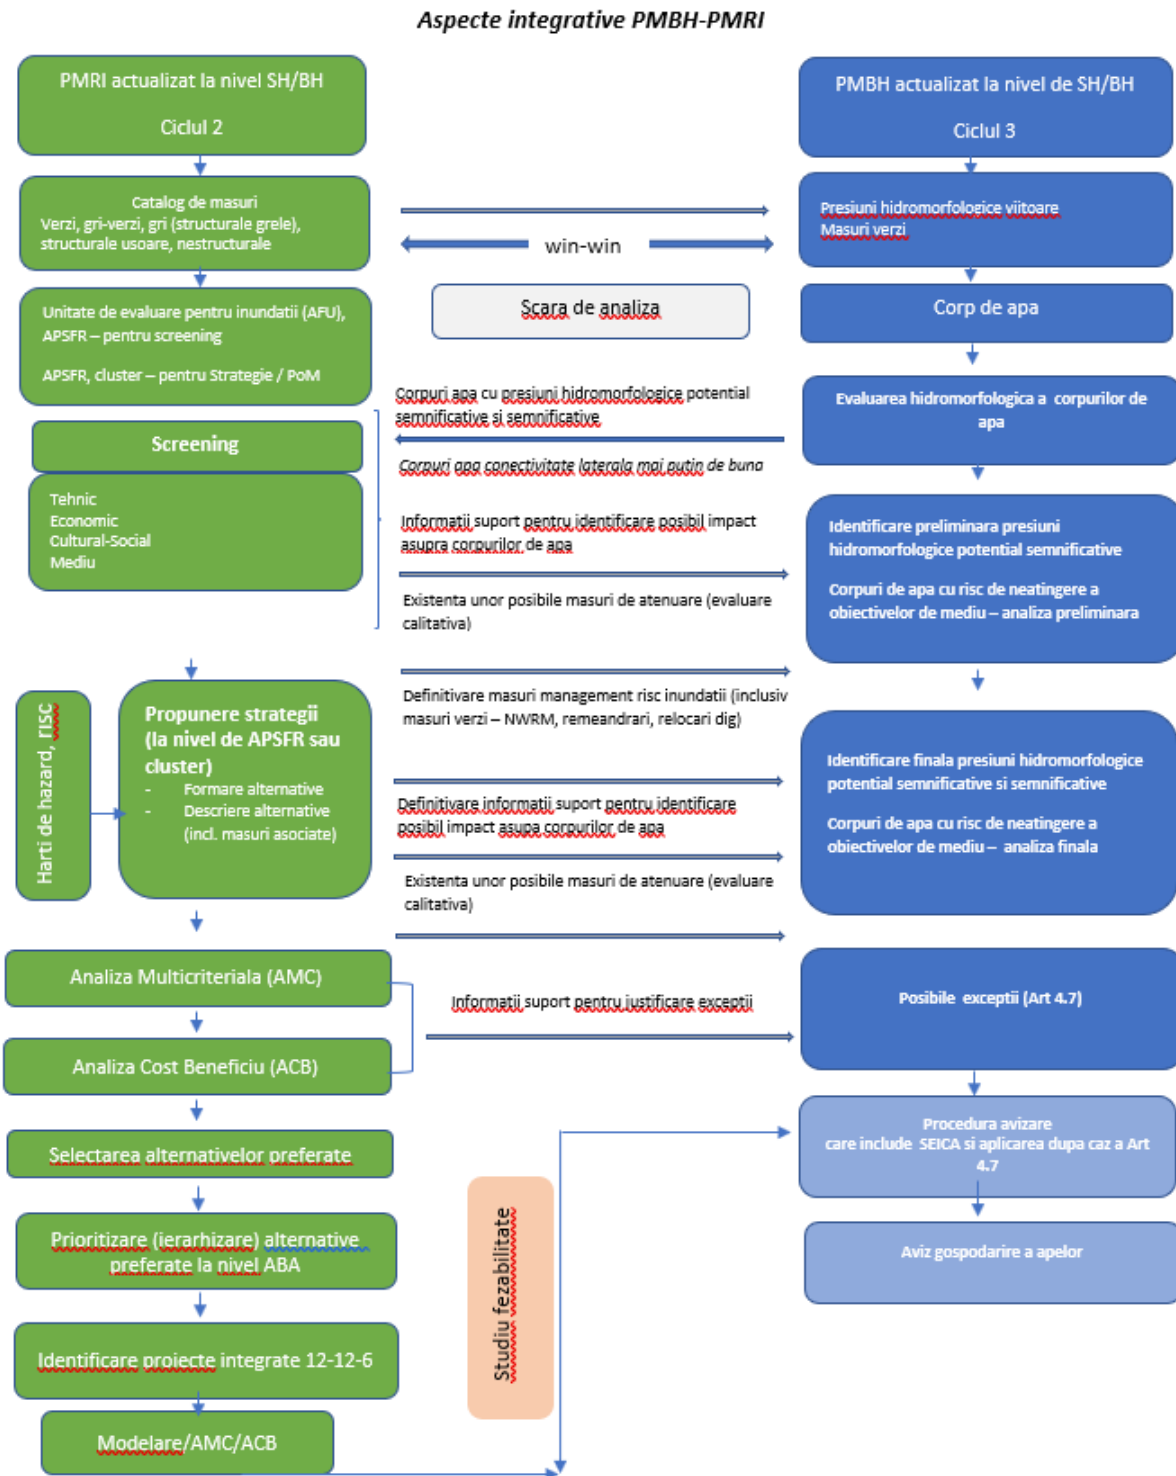 Aspecte integrative PMBH-PMRI
PMRI actualizat la nivel SH/BH
Ciclul 2
Catalog de masuri
Verzi, gri-verzi, gri (structurale grele),
structurale usoare, nestructurale
Unitate de evaluare pentru inundatii (AFU),
APSFR – pentru screening
APSFR, cluster – pentru Strategie / PoM
Screening
Tehnic
Economic
Cultural-Social
Mediu
Harti de hazard, risc
Propunere strategii
(la nivel de APSFR sau
cluster)
- Formare alternative
- Descriere alternative
(incl. masuri asociate)
Analiza Multicriteriala (AMC)
Analiza Cost Beneficiu (ACB)
Selectarea alternativelor preferate
Prioritizare (ierarhizare) alternative
preferate la nivel ABA
Identificare proiecte integrate 12-12-6
Modelare/AMC/ACB
win-win
Scara de analiza
Corpuri apa cu presiuni hidromorfologice potential
semnificative si semnificative
Corpuri apa conectivitate laterala mai putin de buna
Informatii suport pentru identificare posibil impact
asupra corpurilor de apa
Existenta unor posibile masuri de atenuare (evaluare
calitativa)
Definitivare masuri management risc inundatii (inclusiv
masuri verzi – NWRM, remeandrari, relocari dig)
Definitivare informatii suport pentru identificare
posibil impact asupa corpurilor de apa
Existenta unor posibile masuri de atenuare (evaluare
calitativa)
Informatii suport pentru justificare exceptii
Studiu fezabilitate
PMBH actualizat la nivel de SH/BH
Ciclul 3
Presiuni hidromorfologice viitoare
Masuri verzi
Corp de apa
Evaluarea hidromorfologica a corpurilor de
apa
Identificare preliminara presiuni
hidromorfologice potential semnificative
Corpuri de apa cu risc de neatingere a
obiectivelor de mediu – analiza preliminara
Identificare finala presiuni hidromorfologice
potential semnificative si semnificative
Corpuri de apa cu risc de neatingere a
obiectivelor de mediu – analiza finala
Posibile exceptii (Art 4.7)
Procedura avizare
care include SEICA si aplicarea dupa caz a Art
4.7
Aviz gospodarire a apelor